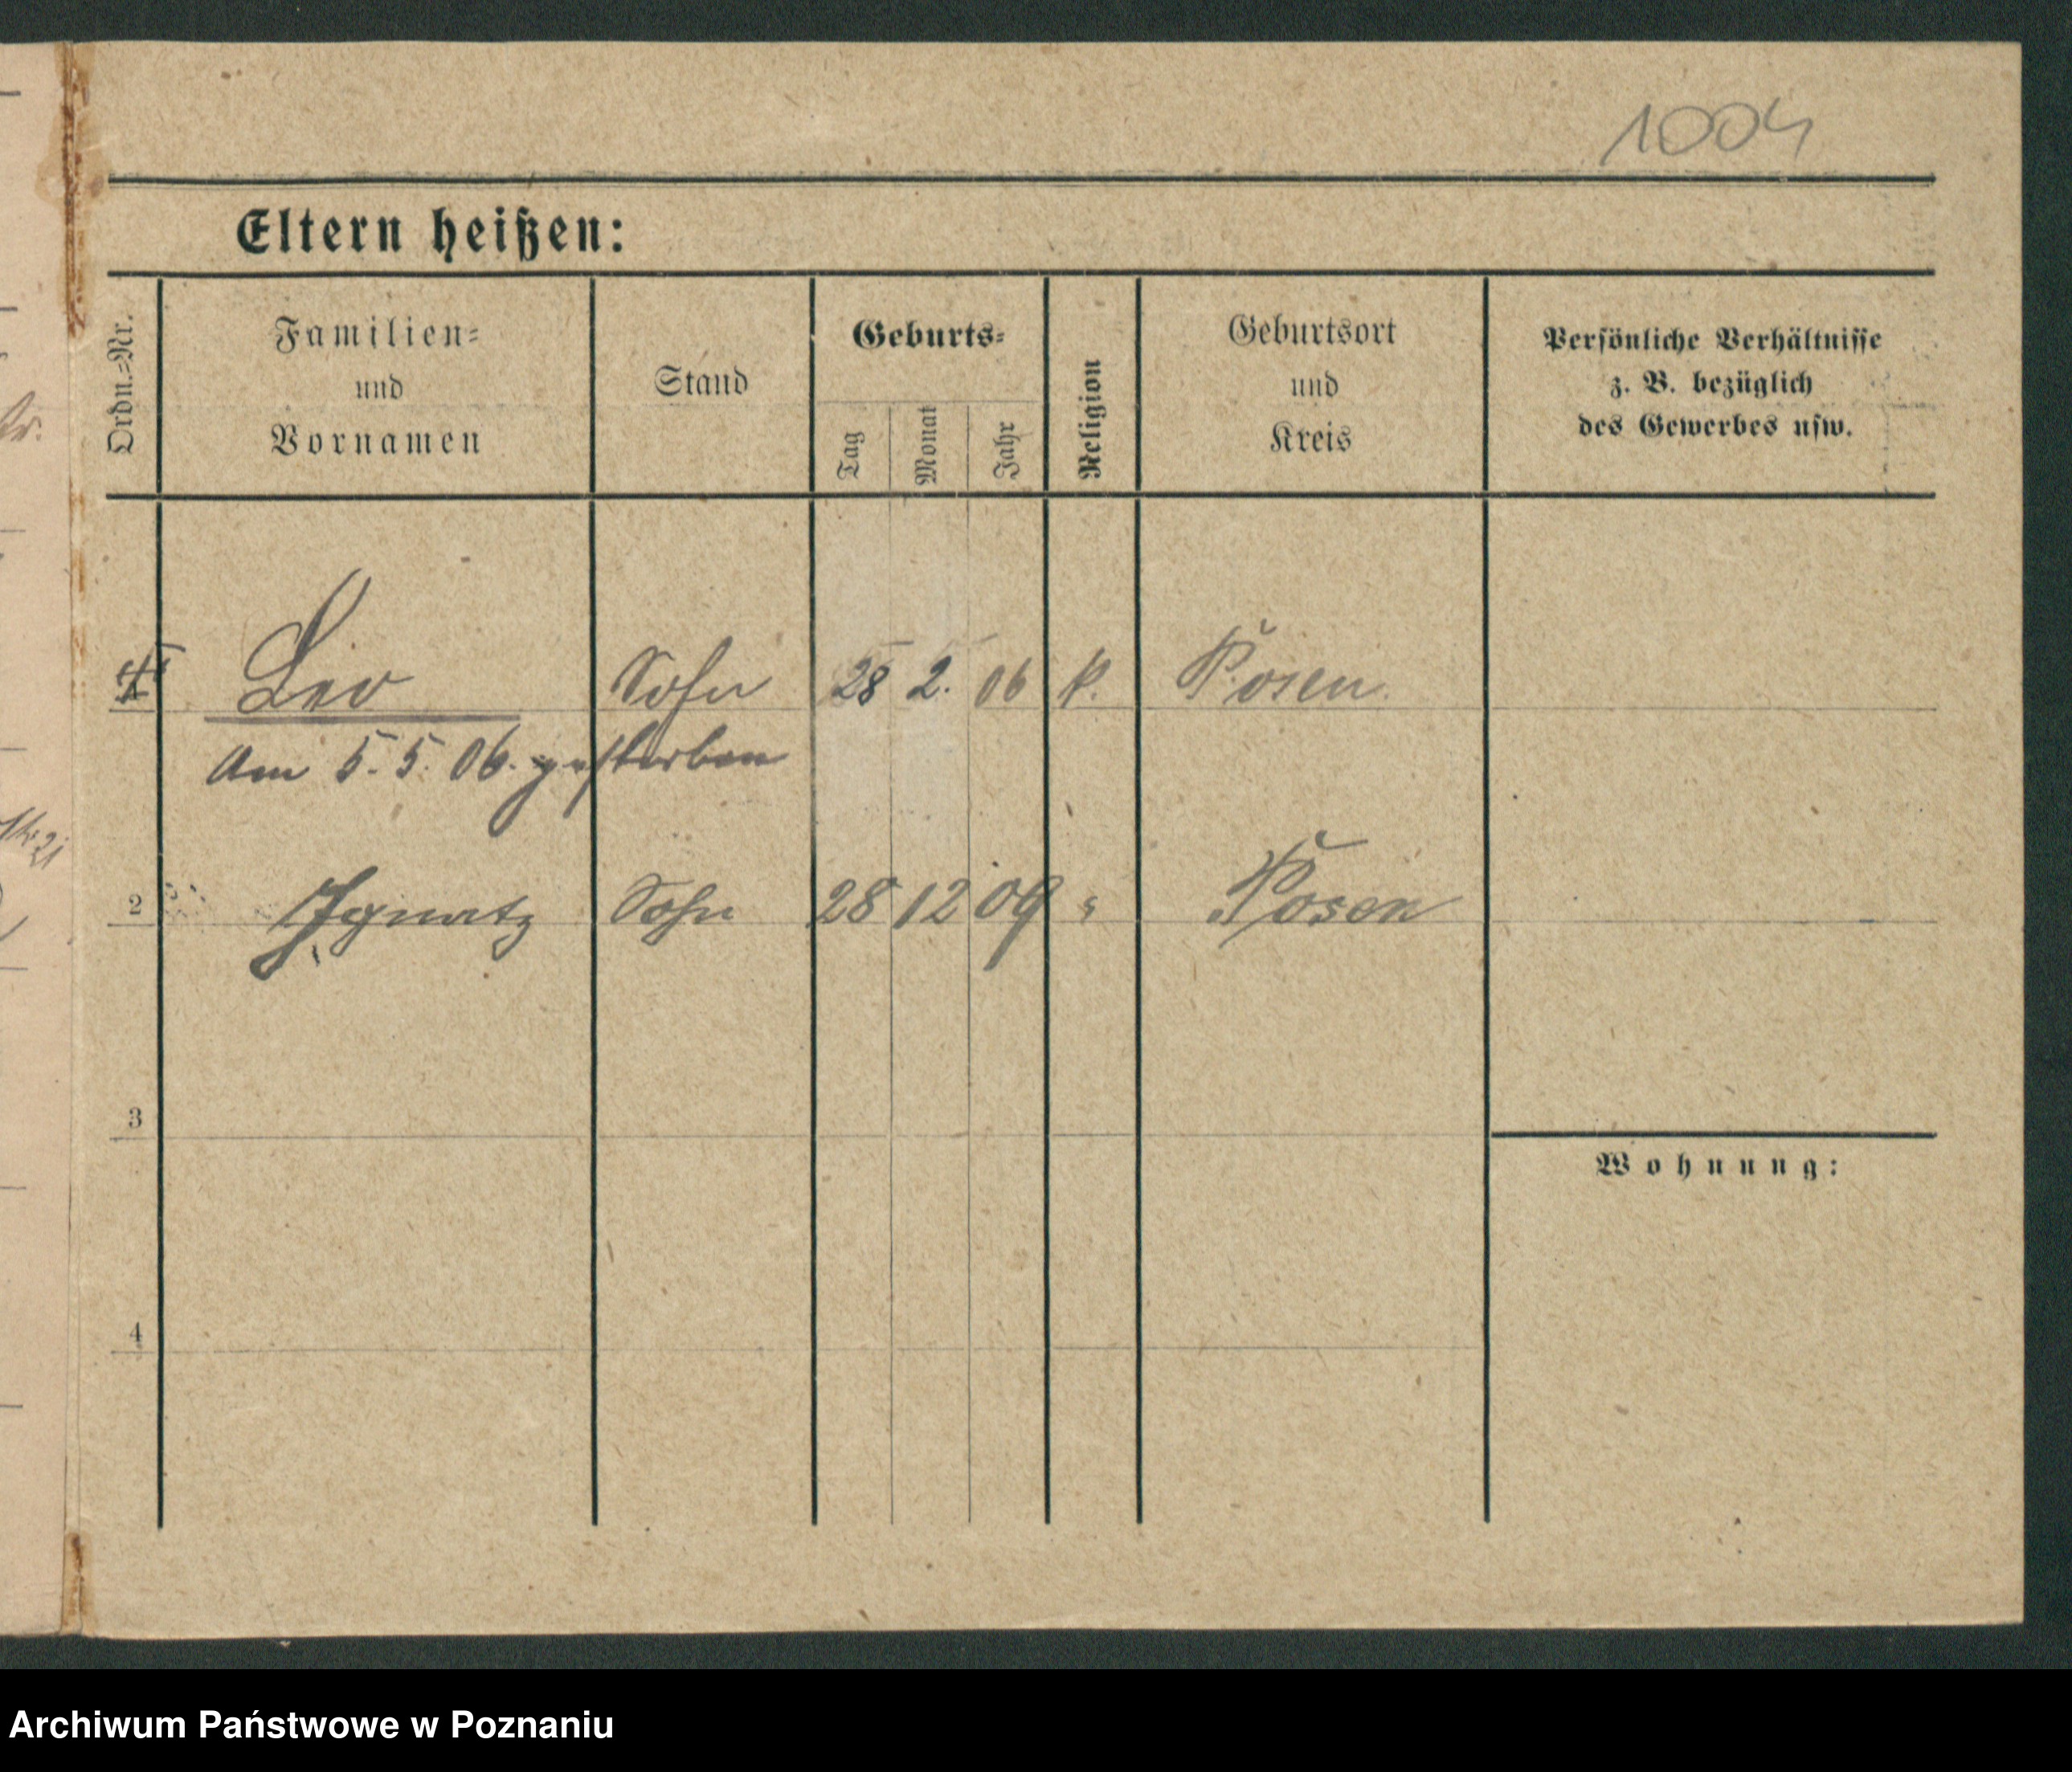 1004
Eltern heißen:
Ordn.-Nr.
Familien-
und
Vornamen
Stand
Geburts-
Tag
Monat
Jahr
Religion
Geburtsort
und
Kreis
Persönliche Verhältnisse
z. B. bezüglich
des Gewerbes usw.
Leo Sohn 28 2. 06 k. Posen.
Am 5. 5. 06. gestorben
2 Ignatz Sohn 28 12 09 " Posen
3
Wohnung:
4
Archiwum Państwowe w Poznaniu